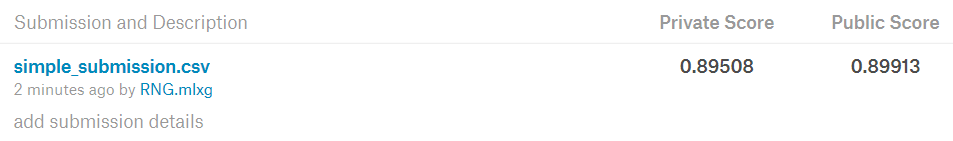 Submission and Description Private Score Public Score
simple_submission.csv 0.89508 0.89913
2 minutes ago by RNG.mlxg
add submission details